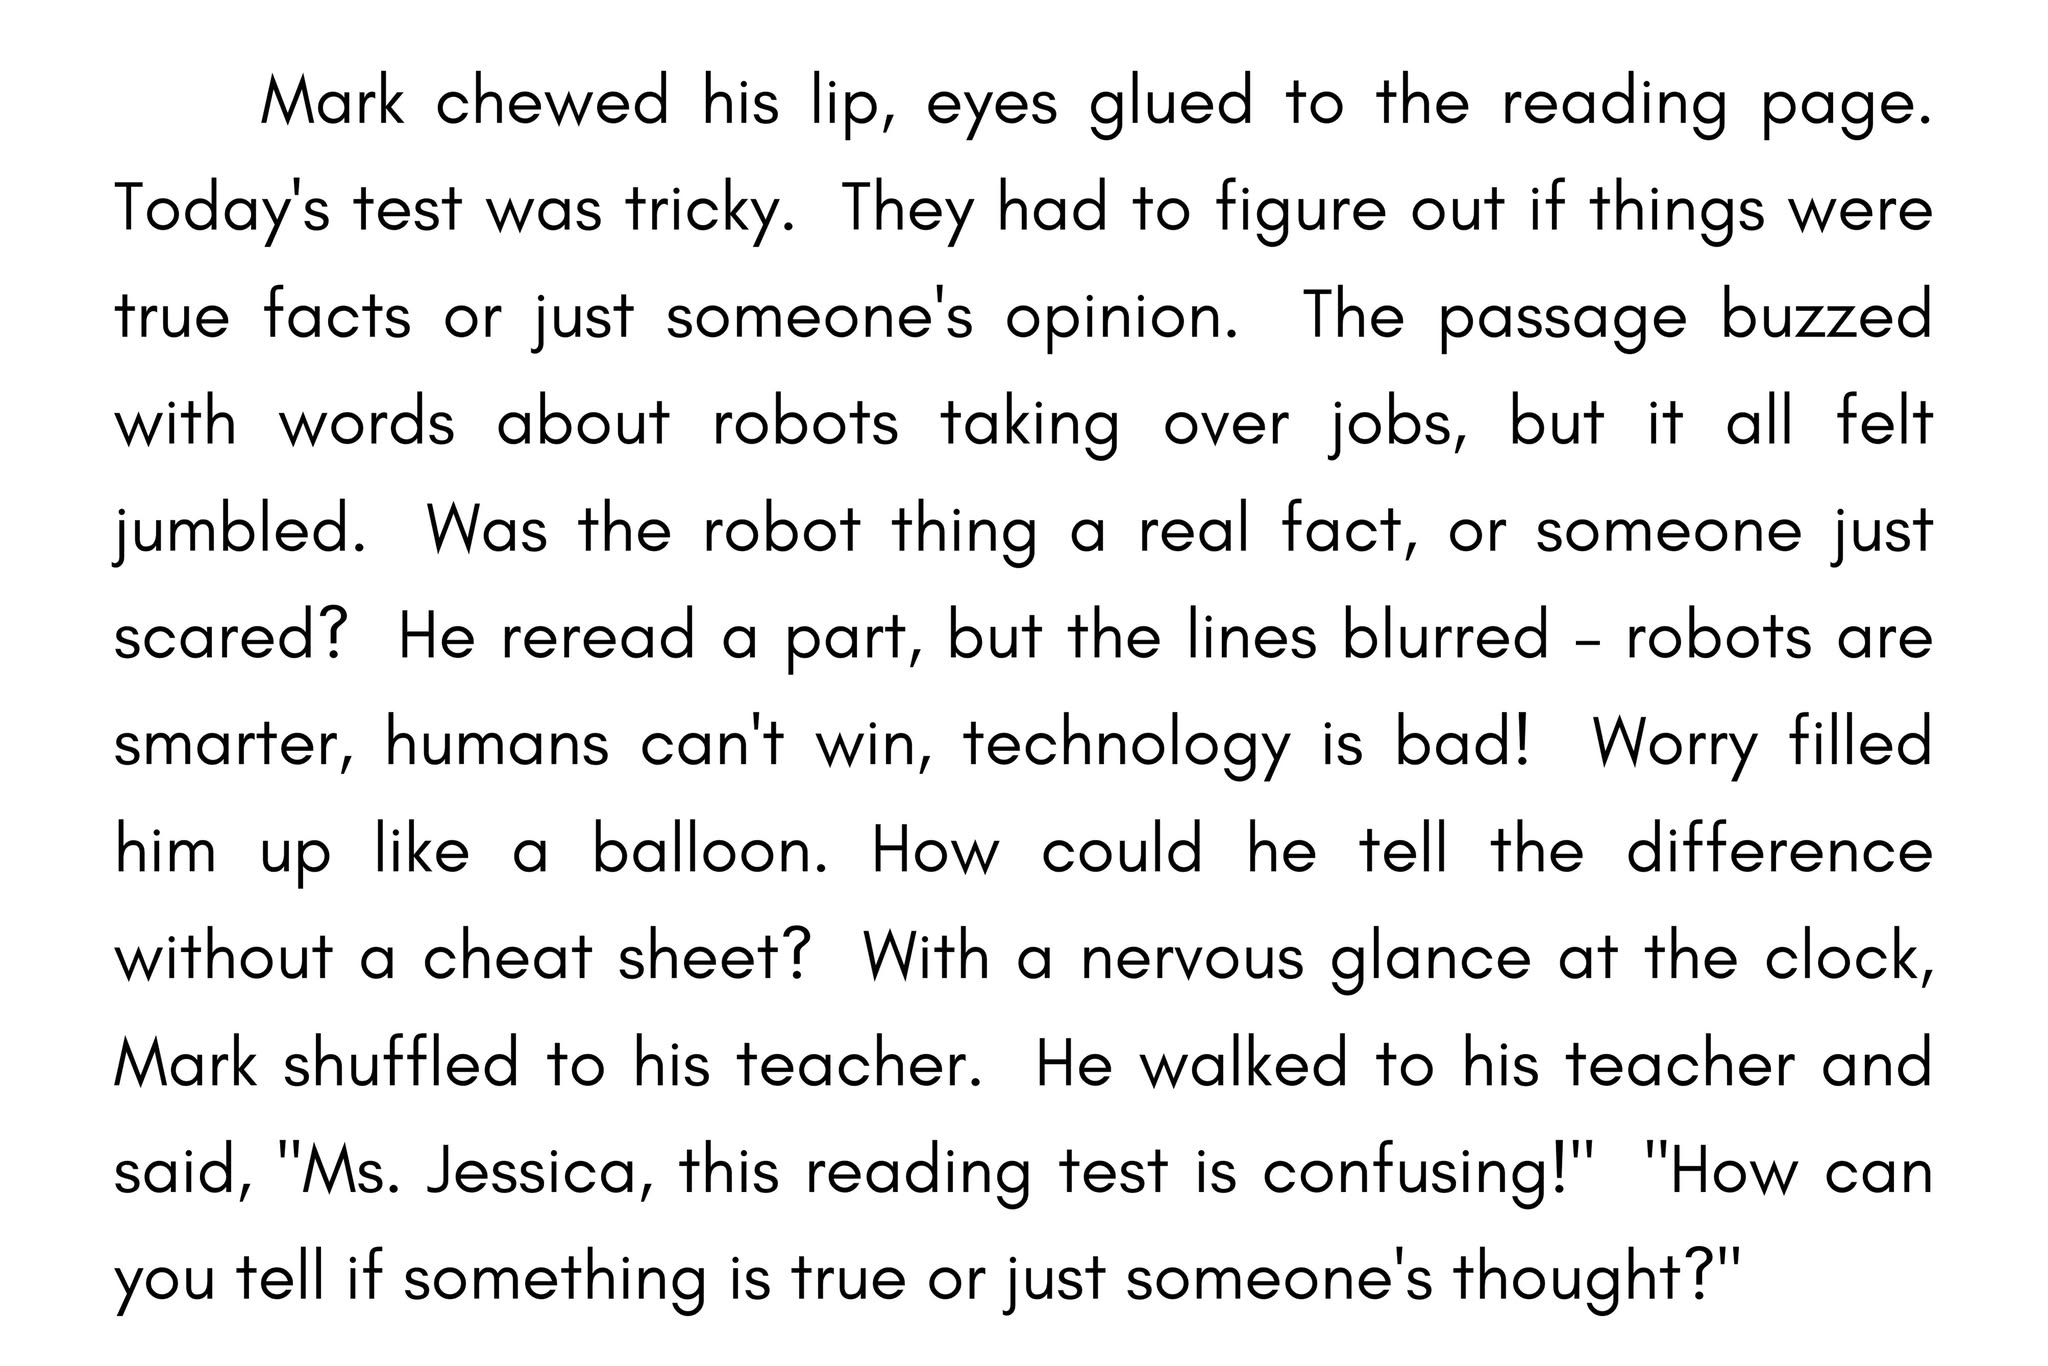 Mark chewed his lip, eyes glued to the reading page.
Today's test was tricky.  They had to figure out if things were
true facts or just someone's opinion.  The passage buzzed
with words about robots taking over jobs, but it all felt
jumbled.  Was the robot thing a real fact, or someone just
scared?  He reread a part, but the lines blurred – robots are
smarter, humans can't win, technology is bad!  Worry filled
him up like a balloon. How could he tell the difference
without a cheat sheet?  With a nervous glance at the clock,
Mark shuffled to his teacher.  He walked to his teacher and
said, "Ms. Jessica, this reading test is confusing!"  "How can
you tell if something is true or just someone's thought?"